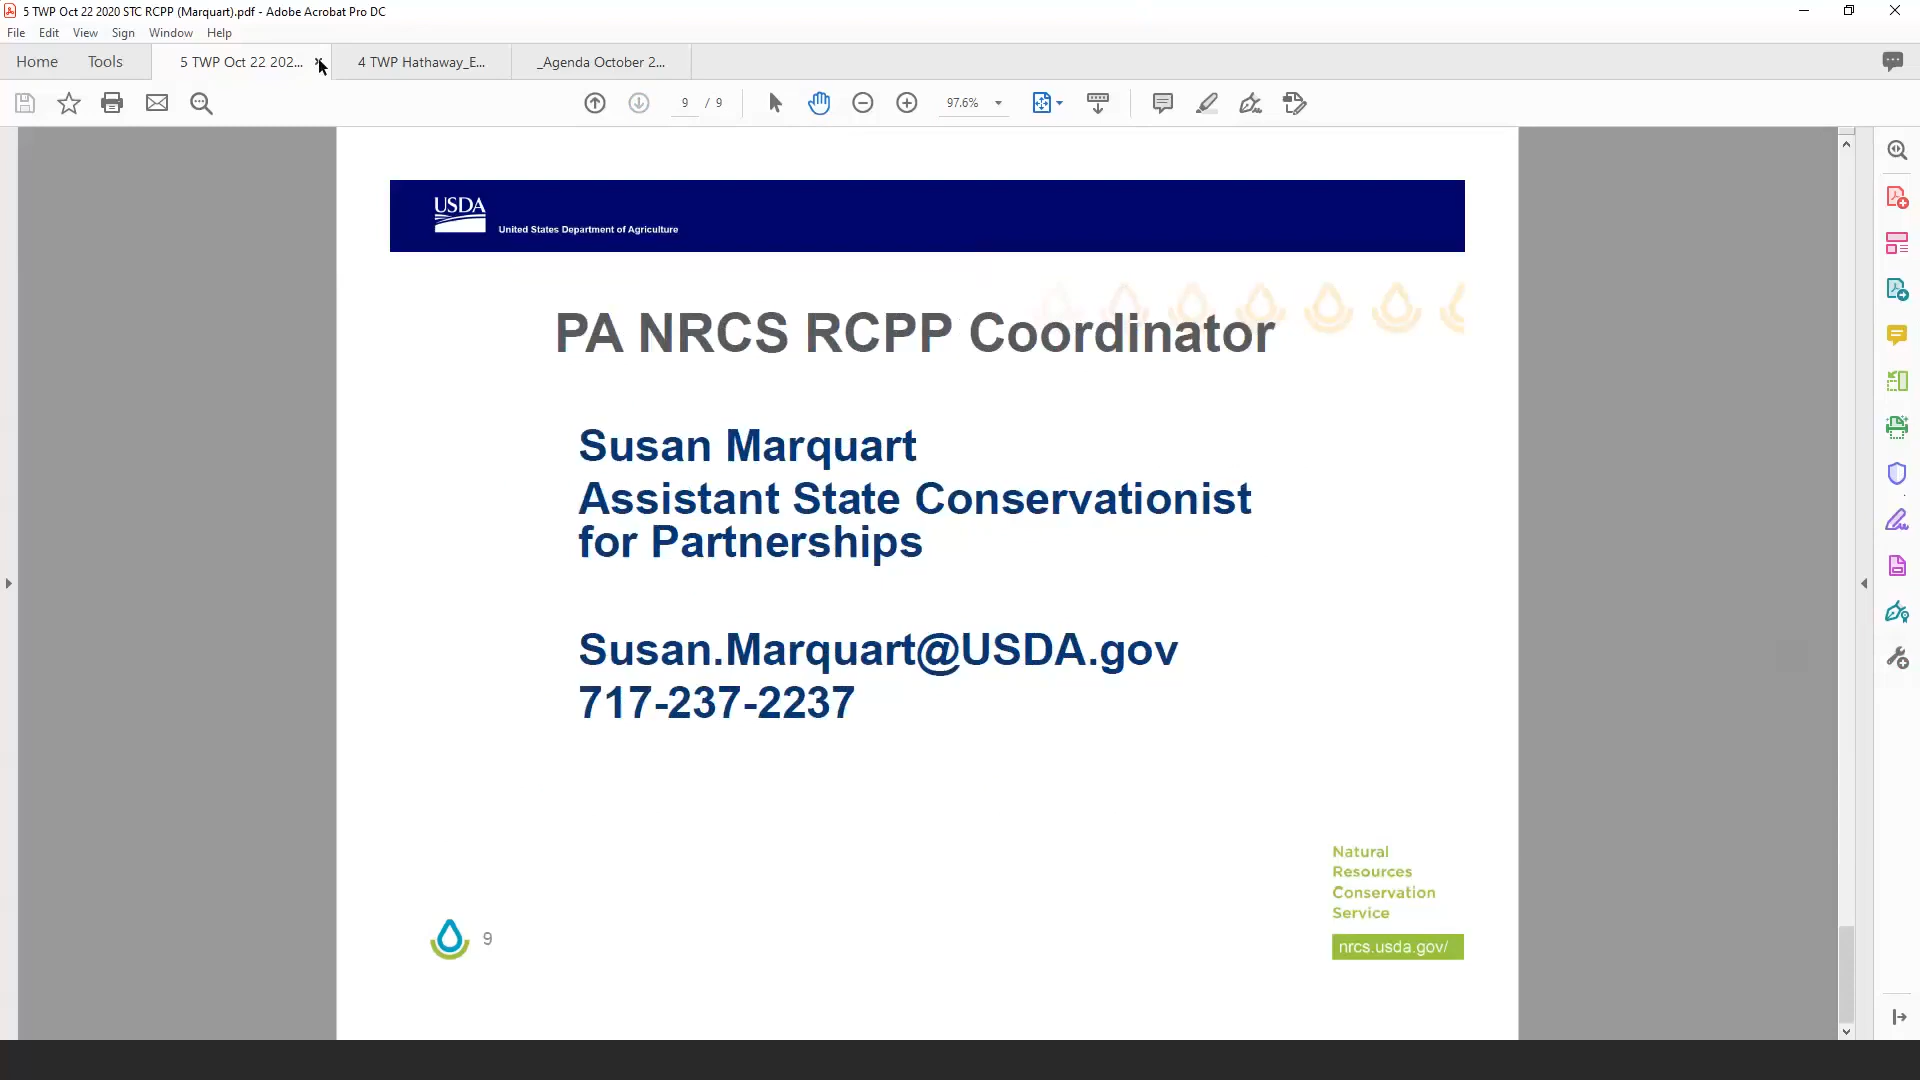 5 TWP Oct 22 2020 STC RCPP (Marquart).pdf - Adobe Acrobat Pro DC
File Edit View Sign Window Help
Home Tools 5 TWP Oct 22 202... 4 TWP Hathaway_E... _Agenda October 2...
9 / 9 97.6%
USDA
United States Department of Agriculture
PA NRCS RCPP Coordinator
Susan Marquart
Assistant State Conservationist
for Partnerships
Susan.Marquart@USDA.gov
717-237-2237
Natural
Resources
Conservation
Service
9
nrcs.usda.gov/